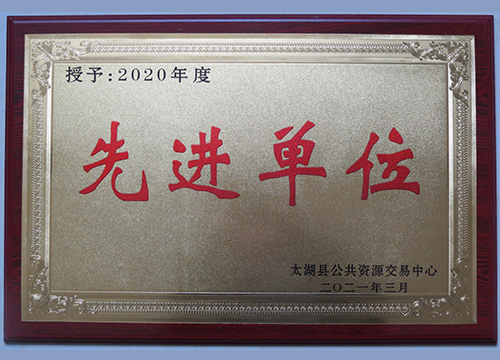 授予:2020年度
先进单位
太湖县公共资源交易中心
二〇二一年三月